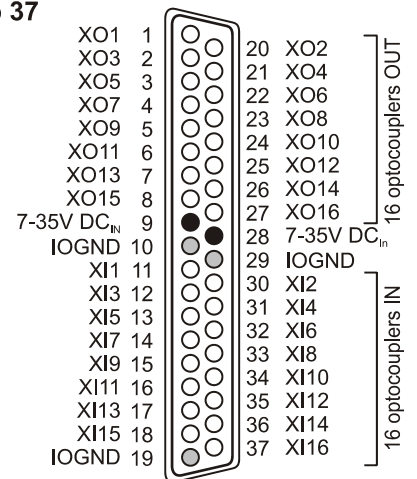 37
XO1 1
XO3 2
XO5 3
XO7 4
XO9 5
XO11 6
XO13 7
XO15 8
7-35V DC_IN 9
IOGND 10
XI1 11
XI3 12
XI5 13
XI7 14
XI9 15
XI11 16
XI13 17
XI15 18
IOGND 19
20 XO2
21 XO4
22 XO6
23 XO8
24 XO10
25 XO12
26 XO14
27 XO16
28 7-35V DC_In
29 IOGND
30 XI2
31 XI4
32 XI6
33 XI8
34 XI10
35 XI12
36 XI14
37 XI16
16 optocouplers OUT
16 optocouplers IN